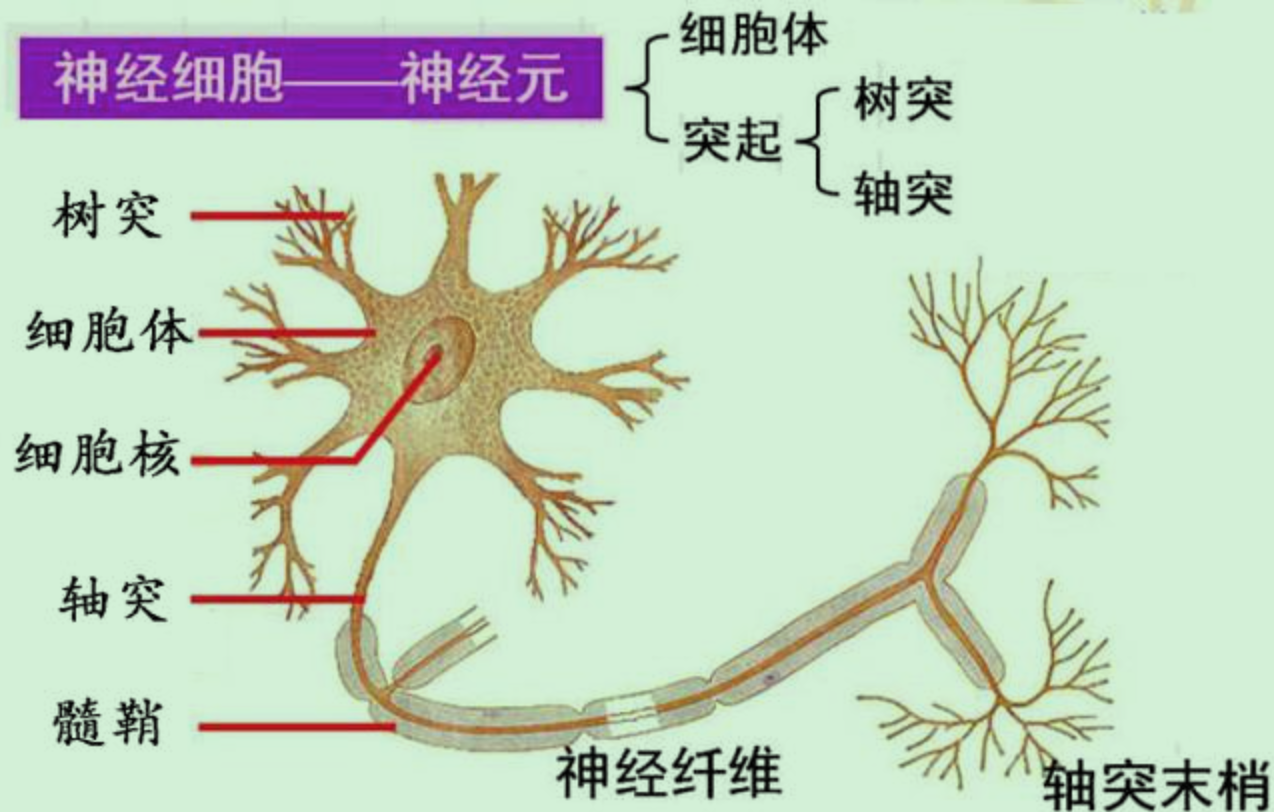 神经细胞——神经元
细胞体
突起
树突
轴突
树突
细胞体
细胞核
轴突
髓鞘
神经纤维
轴突末梢